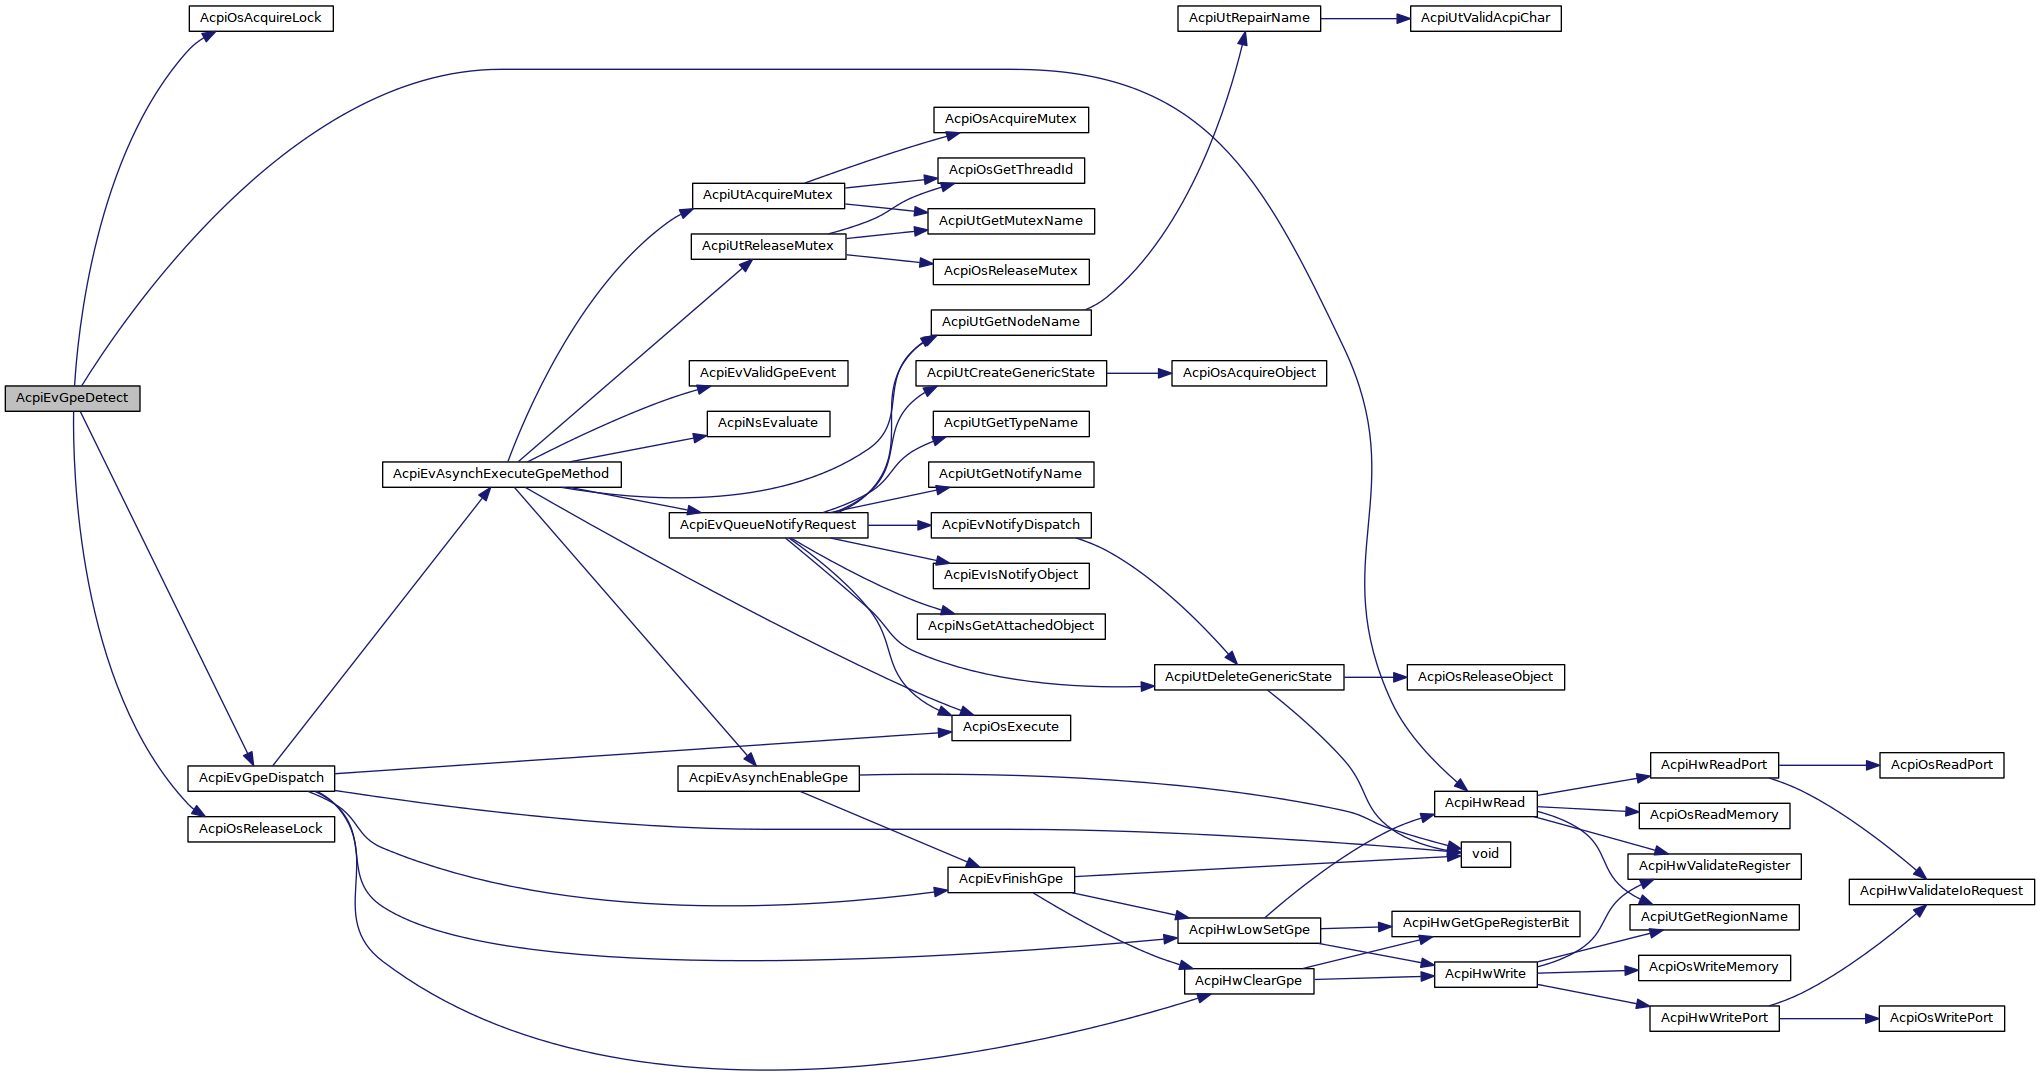 AcpiEvGpeDetect
AcpiOsAcquireLock
AcpiEvGpeDispatch
AcpiOsReleaseLock
AcpiEvAsynchExecuteGpeMethod
AcpiUtAcquireMutex
AcpiUtReleaseMutex
AcpiEvValidGpeEvent
AcpiNsEvaluate
AcpiEvQueueNotifyRequest
AcpiEvAsynchEnableGpe
AcpiOsAcquireMutex
AcpiOsGetThreadId
AcpiUtGetMutexName
AcpiOsReleaseMutex
AcpiUtGetNodeName
AcpiUtCreateGenericState
AcpiUtGetTypeName
AcpiUtGetNotifyName
AcpiEvNotifyDispatch
AcpiEvIsNotifyObject
AcpiNsGetAttachedObject
AcpiOsExecute
AcpiEvFinishGpe
AcpiUtRepairName
AcpiOsAcquireObject
AcpiUtDeleteGenericState
AcpiHwLowSetGpe
AcpiHwClearGpe
AcpiUtValidAcpiChar
AcpiOsReleaseObject
AcpiHwRead
void
AcpiHwGetGpeRegisterBit
AcpiHwWrite
AcpiHwReadPort
AcpiOsReadMemory
AcpiHwValidateRegister
AcpiUtGetRegionName
AcpiOsWriteMemory
AcpiHwWritePort
AcpiOsReadPort
AcpiHwValidateIoRequest
AcpiOsWritePort